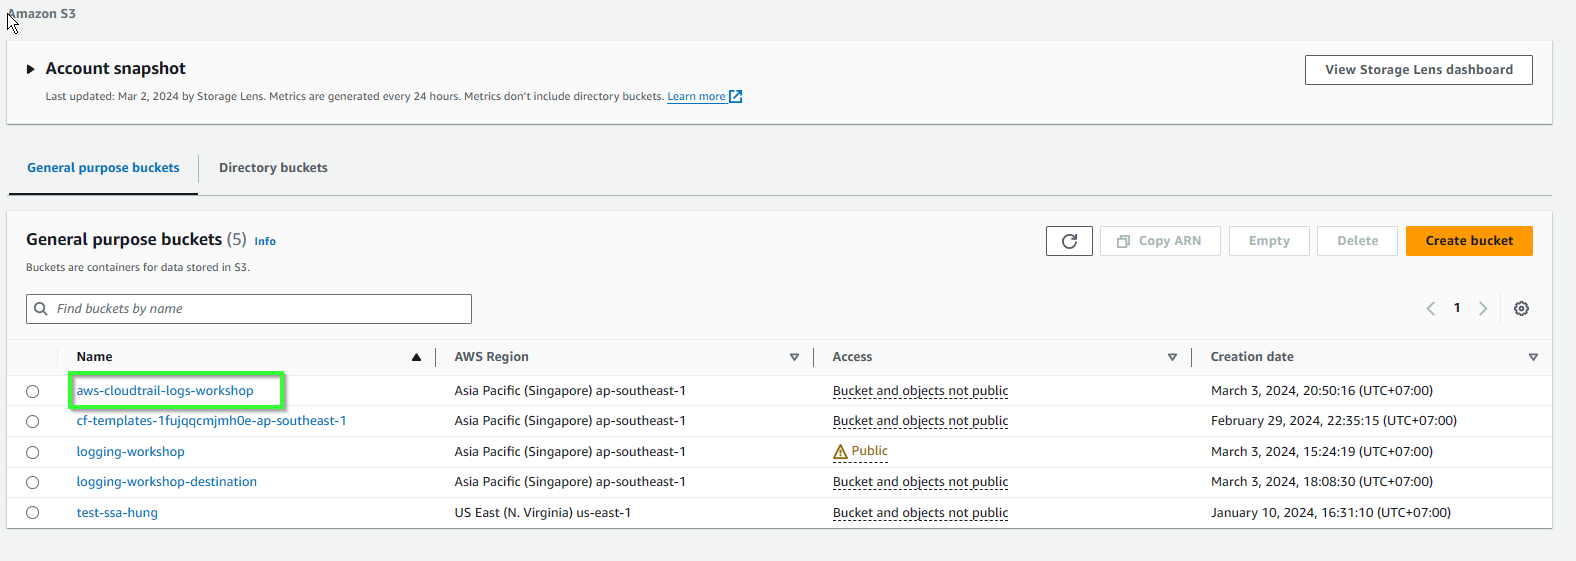 Amazon S3
Account snapshot
View Storage Lens dashboard
Last updated: Mar 2, 2024 by Storage Lens. Metrics are generated every 24 hours. Metrics don't include directory buckets. Learn more
General purpose buckets Directory buckets
General purpose buckets (5) Info
Copy ARN Empty Delete Create bucket
Buckets are containers for data stored in S3.
Find buckets by name
1
Name AWS Region Access Creation date
aws-cloudtrail-logs-workshop Asia Pacific (Singapore) ap-southeast-1 Bucket and objects not public March 3, 2024, 20:50:16 (UTC+07:00)
cf-templates-1fujqqcmjmh0e-ap-southeast-1 Asia Pacific (Singapore) ap-southeast-1 Bucket and objects not public February 29, 2024, 22:35:15 (UTC+07:00)
logging-workshop Asia Pacific (Singapore) ap-southeast-1 Public March 3, 2024, 15:24:19 (UTC+07:00)
logging-workshop-destination Asia Pacific (Singapore) ap-southeast-1 Bucket and objects not public March 3, 2024, 18:08:30 (UTC+07:00)
test-ssa-hung US East (N. Virginia) us-east-1 Bucket and objects not public January 10, 2024, 16:31:10 (UTC+07:00)